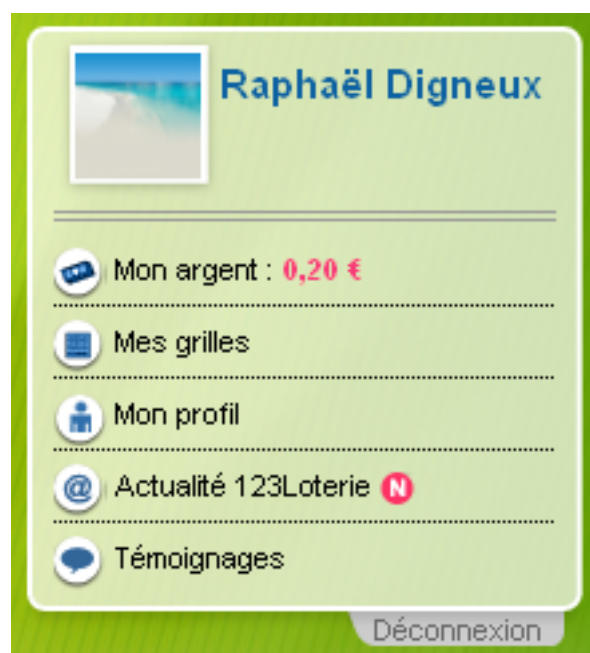 Raphaël Digneux
Mon argent : 0,20 €
Mes grilles
Mon profil
@ Actualité 123Loterie N
Témoignages
Déconnexion